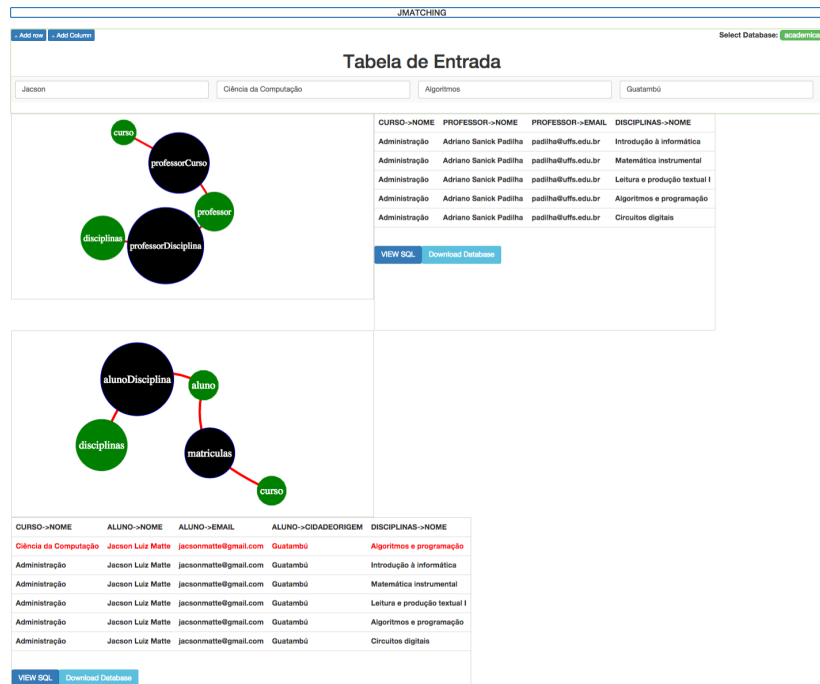 JMATCHING
+ Add row + Add Column Select Database: academica
Tabela de Entrada
Jacson Ciência da Computação Algoritmos Guatambú
curso
professorCurso
professor
disciplinas
professorDisciplina
CURSO->NOME PROFESSOR->NOME PROFESSOR->EMAIL DISCIPLINAS->NOME
Administração Adriano Sanick Padilha padilha@uffs.edu.br Introdução à informática
Administração Adriano Sanick Padilha padilha@uffs.edu.br Matemática instrumental
Administração Adriano Sanick Padilha padilha@uffs.edu.br Leitura e produção textual I
Administração Adriano Sanick Padilha padilha@uffs.edu.br Algoritmos e programação
Administração Adriano Sanick Padilha padilha@uffs.edu.br Circuitos digitais
VIEW SQL Download Database
alunoDisciplina
aluno
disciplinas
matriculas
curso
CURSO->NOME ALUNO->NOME ALUNO->EMAIL ALUNO->CIDADEORIGEM DISCIPLINAS->NOME
Ciência da Computação Jacson Luiz Matte jacsonmatte@gmail.com Guatambú Algoritmos e programação
Administração Jacson Luiz Matte jacsonmatte@gmail.com Guatambú Introdução à informática
Administração Jacson Luiz Matte jacsonmatte@gmail.com Guatambú Matemática instrumental
Administração Jacson Luiz Matte jacsonmatte@gmail.com Guatambú Leitura e produção textual I
Administração Jacson Luiz Matte jacsonmatte@gmail.com Guatambú Algoritmos e programação
Administração Jacson Luiz Matte jacsonmatte@gmail.com Guatambú Circuitos digitais
VIEW SQL Download Database